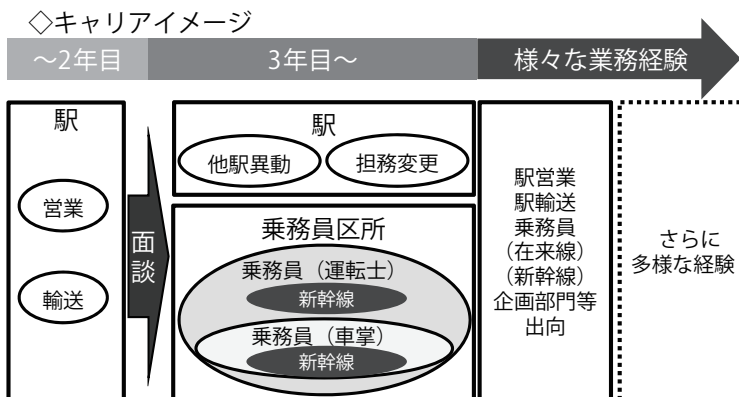 ◇キャリアイメージ
〜2年目
3年目〜
様々な業務経験
駅
営業
輸送
面談
駅
他駅異動
担務変更
乗務員区所
乗務員（運転士）
新幹線
乗務員（車掌）
新幹線
駅営業
駅輸送
乗務員
（在来線）
（新幹線）
企画部門等
出向
さらに
多様な経験